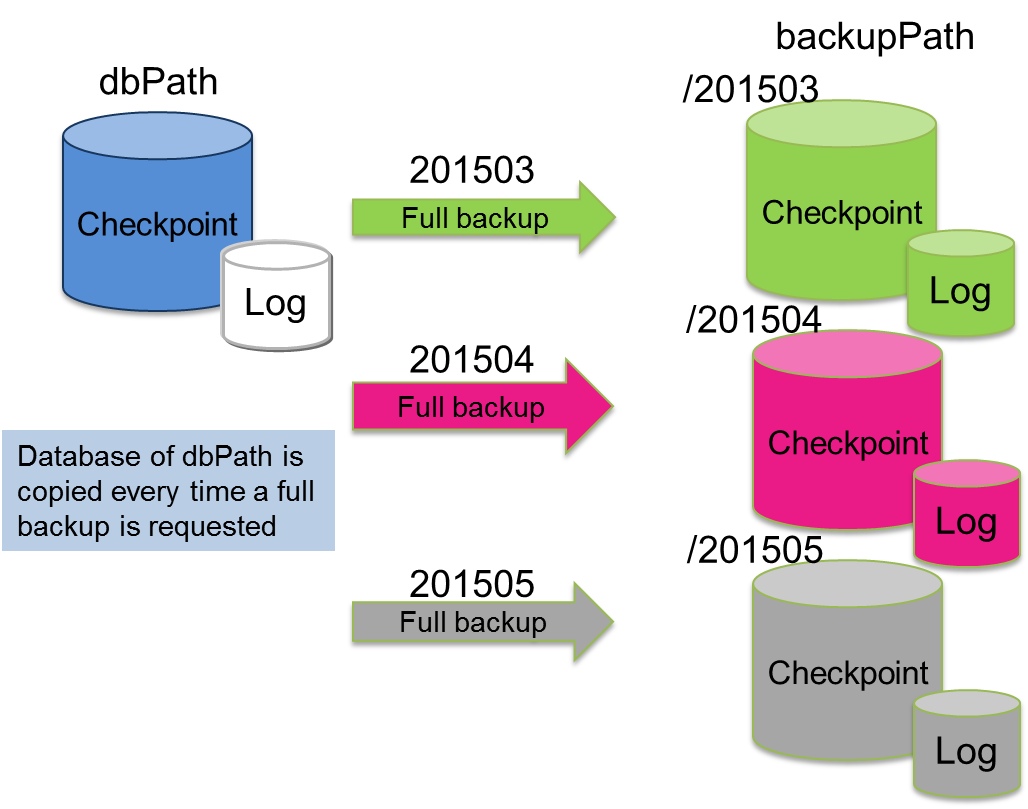 backupPath
dbPath
/201503
201503
Full backup
Checkpoint
Checkpoint
Log
Log
/201504
201504
Full backup
Checkpoint
Log
Database of dbPath is
copied every time a full
backup is requested
/201505
201505
Full backup
Checkpoint
Log